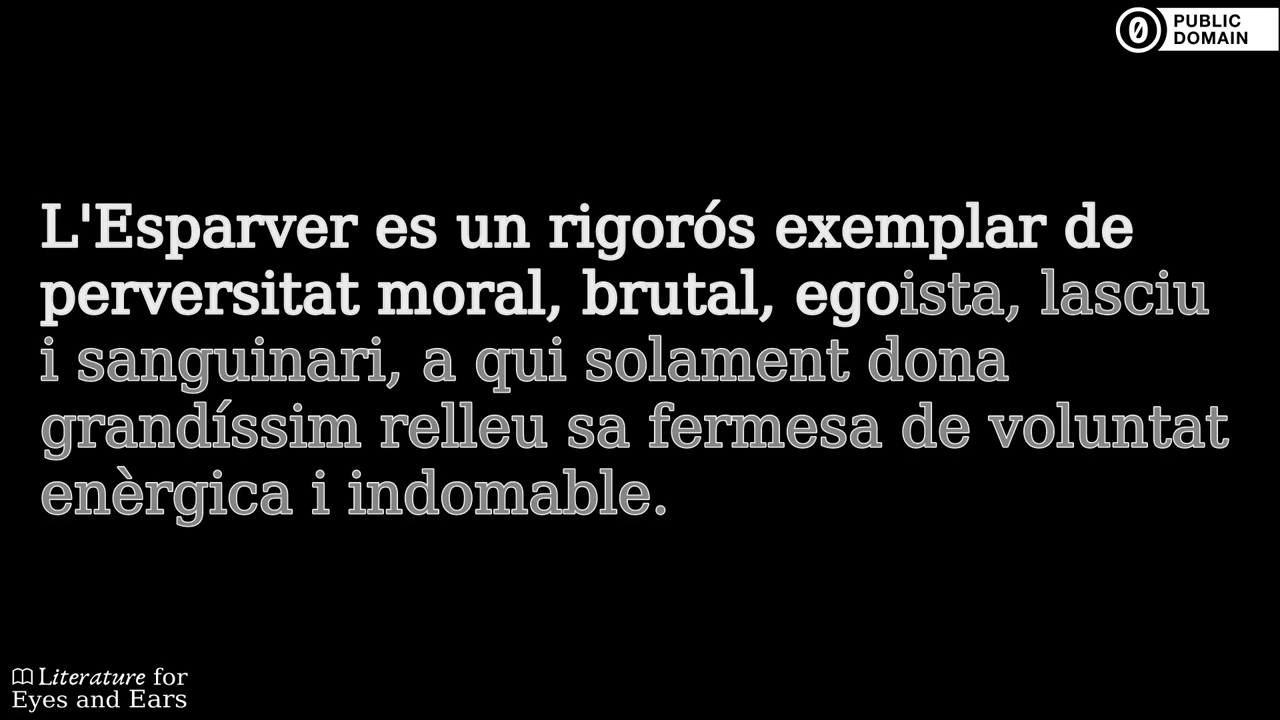 PUBLIC
DOMAIN
L'Esparver es un rigorós exemplar de
perversitat moral, brutal, egoista, lasciu
i sanguinari, a qui solament dona
grandíssim relleu sa fermesa de voluntat
enèrgica i indomable.
Literature for
Eyes and Ears